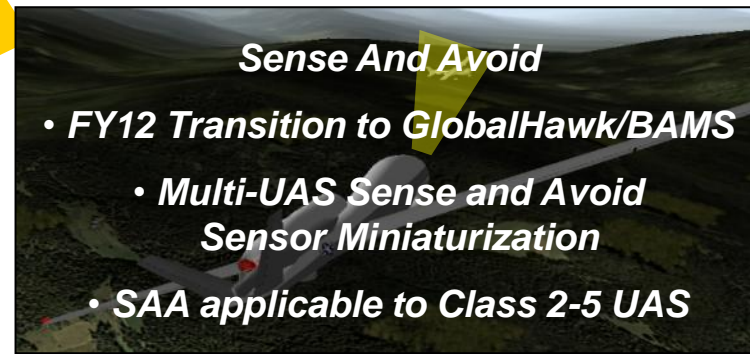 Sense And Avoid
• FY12 Transition to GlobalHawk/BAMS
• Multi-UAS Sense and Avoid
Sensor Miniaturization
• SAA applicable to Class 2-5 UAS